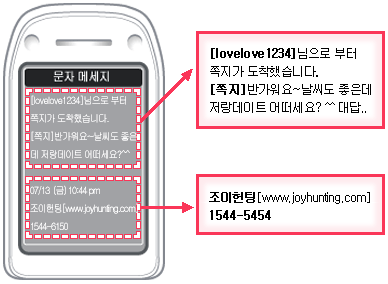 문자 메세지
[lovelove1234]님으로 부터
쪽지가 도착했습니다.
[쪽지]반가워요~날씨도 좋은
데 저랑데이트 어떠세요?^^
07/13 (금) 10:44 pm
조이헌팅[www.joyhunting.com
1544-6150
[lovelove1234]님으로 부터
쪽지가 도착했습니다.
[쪽지]반가워요~날씨도 좋은데
저랑데이트 어떠세요? ^^ 대답..
조이헌팅[www.joyhunting.com]
1544-5454